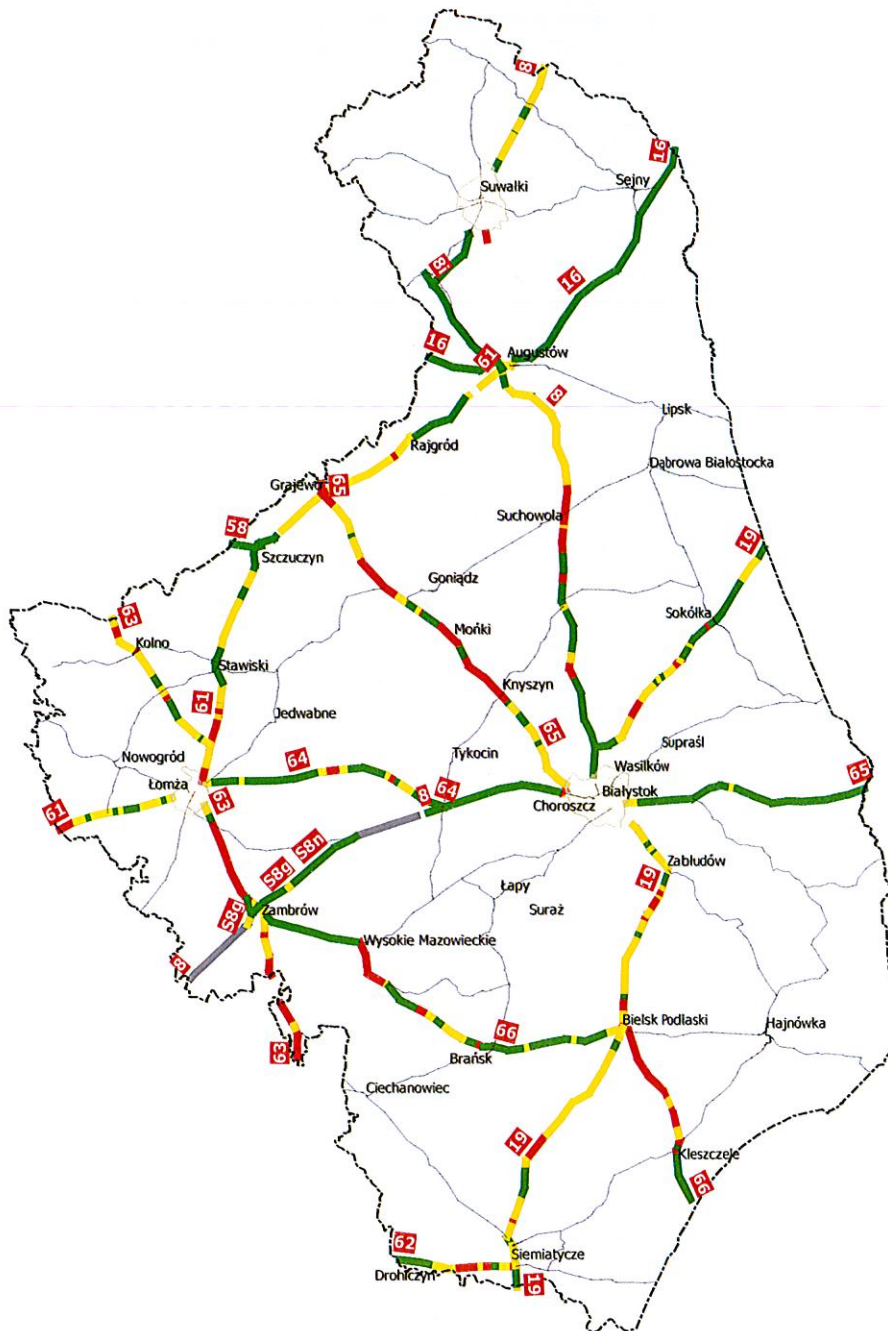 8
16
Suwałki
Sejny
8
16
16
61
Augustów
8
Lipsk
Rajgród
Dąbrowa Białostocka
Grajewo
65
Suchowola
58
Szczuczyn
19
Goniądz
63
Sokółka
Kolno
Mońki
Stawiski
Knyszyn
61
Jedwabne
65
Supraśl
Nowogród
64
Tykocin
Wasilków
Łomża
65
63
8
64
Białystok
61
Choroszcz
S8n
S8g
Zabłudów
19
Łapy
S8g
Zambrów
Suraż
Wysokie Mazowieckie
8
66
Bielsk Podlaski
Hajnówka
63
Brańsk
Ciechanowiec
19
Kleszczele
66
62
Siemiatycze
Drohiczyn
19